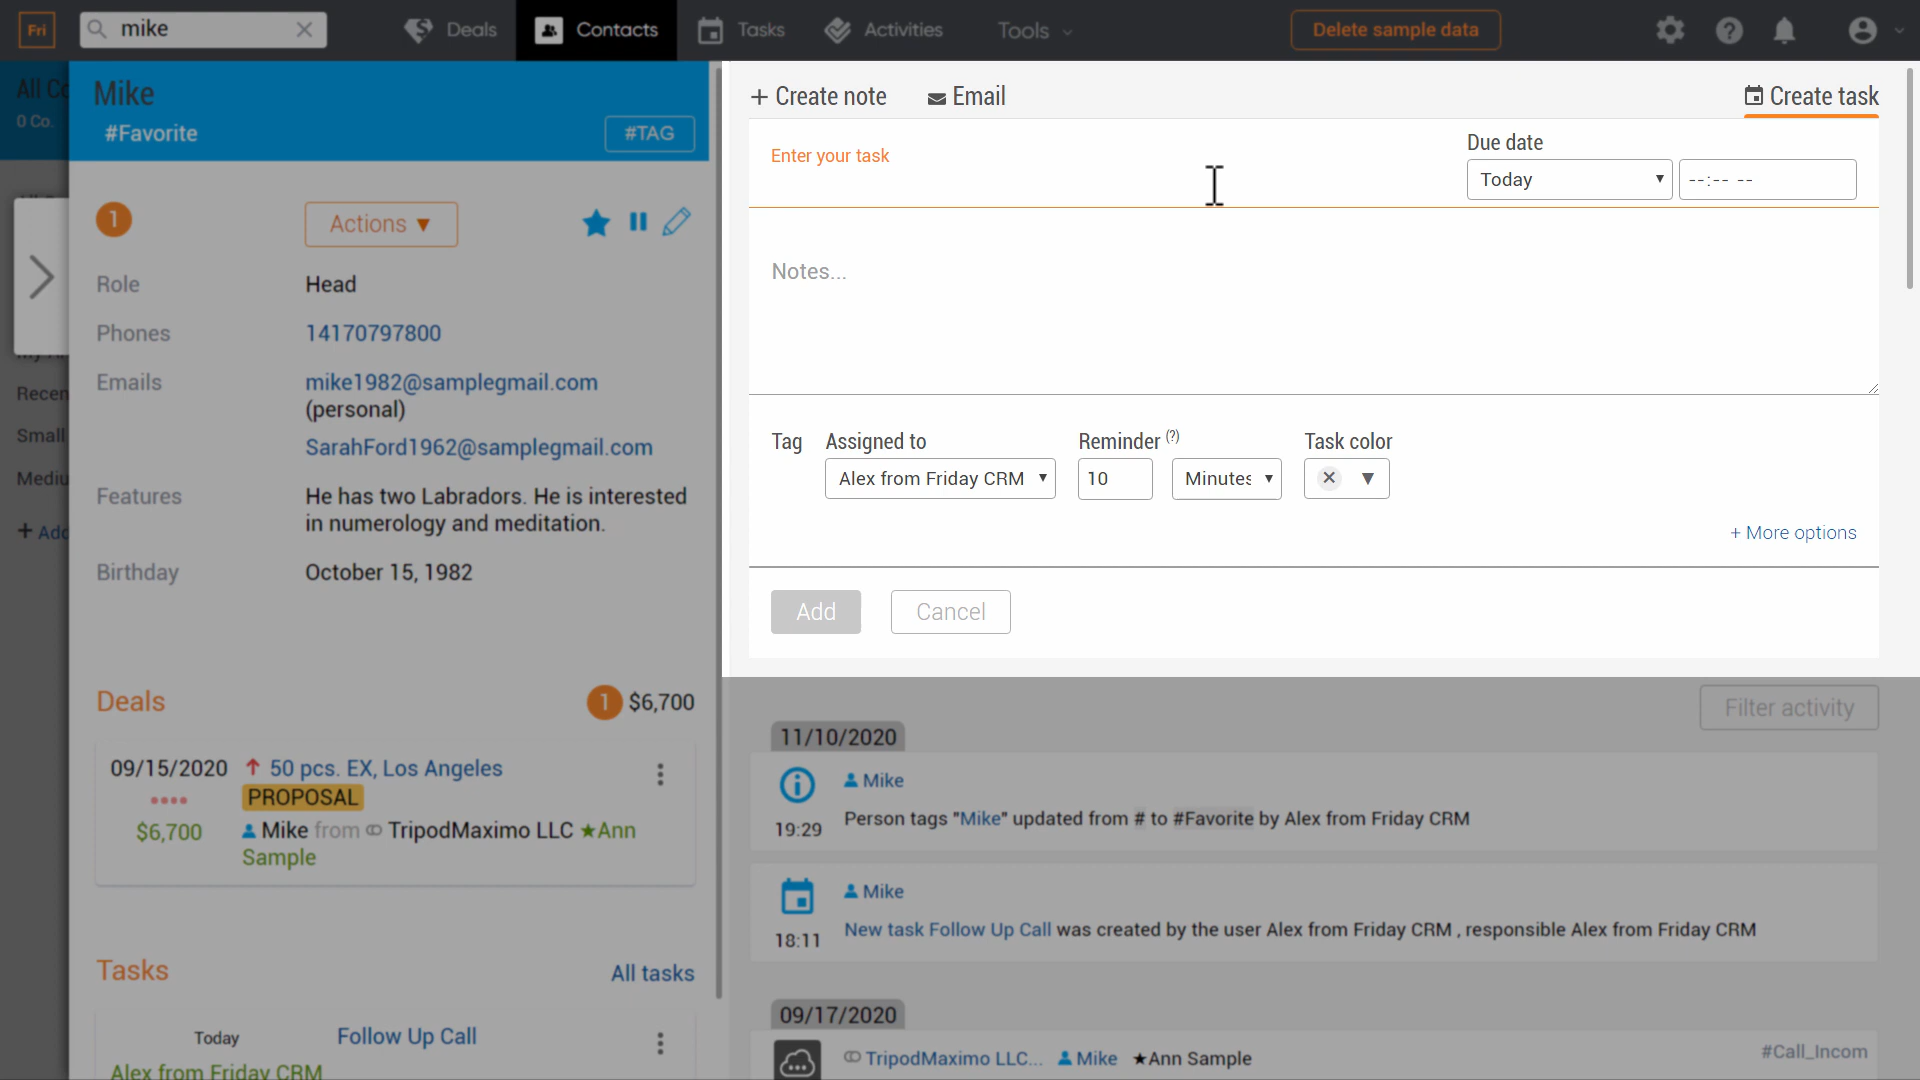 Fri
mike
Deals
Contacts
Tasks
Activities
Tools
Delete sample data
All Co
0 Co.
Recen
Small
Mediu
+ Add
Mike
#Favorite
#TAG
1
Actions ▼
Role
Head
Phones
14170797800
Emails
mike1982@samplegmail.com
(personal)
SarahFord1962@samplegmail.com
Features
He has two Labradors. He is interested
in numerology and meditation.
Birthday
October 15, 1982
Deals
1 $6,700
09/15/2020
50 pcs. EX, Los Angeles
PROPOSAL
$6,700
Mike from TripodMaximo LLC ★Ann
Sample
Tasks
All tasks
Today
Follow Up Call
Alex from Friday CRM
+ Create note
Email
Create task
Enter your task
Due date
Today
--:-- --
Notes...
Tag
Assigned to
Reminder (?)
Task color
Alex from Friday CRM
10
Minutes
+ More options
Add
Cancel
Filter activity
11/10/2020
Mike
19:29
Person tags "Mike" updated from # to #Favorite by Alex from Friday CRM
Mike
18:11
New task Follow Up Call was created by the user Alex from Friday CRM , responsible Alex from Friday CRM
09/17/2020
TripodMaximo LLC... Mike ★Ann Sample
#Call_Incom